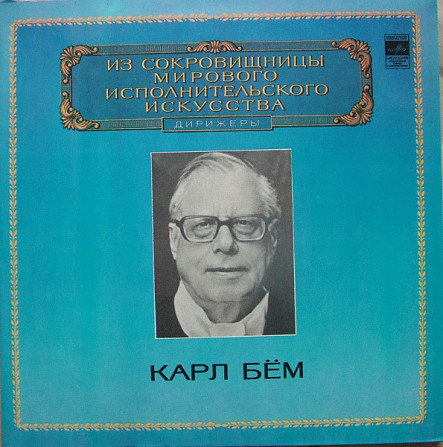 ИЗ СОКРОВИЩНИЦЫ
МИРОВОГО
ИСПОЛНИТЕЛЬСКОГО
ИСКУССТВА
ДИРИЖЕРЫ
КАРЛ БЁМ